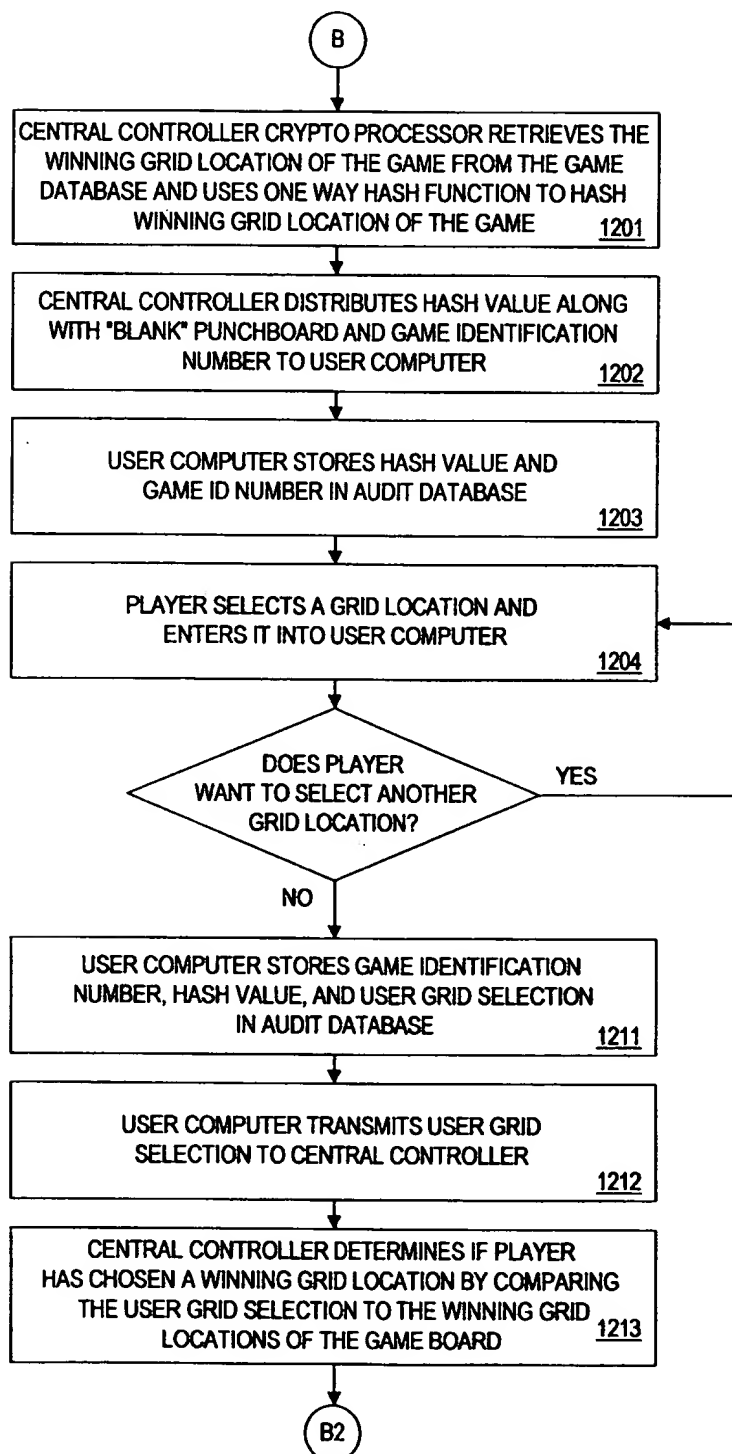 B
CENTRAL CONTROLLER CRYPTO PROCESSOR RETRIEVES THE
WINNING GRID LOCATION OF THE GAME FROM THE GAME
DATABASE AND USES ONE WAY HASH FUNCTION TO HASH
WINNING GRID LOCATION OF THE GAME
1201
CENTRAL CONTROLLER DISTRIBUTES HASH VALUE ALONG
WITH "BLANK" PUNCHBOARD AND GAME IDENTIFICATION
NUMBER TO USER COMPUTER
1202
USER COMPUTER STORES HASH VALUE AND
GAME ID NUMBER IN AUDIT DATABASE
1203
PLAYER SELECTS A GRID LOCATION AND
ENTERS IT INTO USER COMPUTER
1204
DOES PLAYER
WANT TO SELECT ANOTHER
GRID LOCATION?
YES
NO
USER COMPUTER STORES GAME IDENTIFICATION
NUMBER, HASH VALUE, AND USER GRID SELECTION
IN AUDIT DATABASE
1211
USER COMPUTER TRANSMITS USER GRID
SELECTION TO CENTRAL CONTROLLER
1212
CENTRAL CONTROLLER DETERMINES IF PLAYER
HAS CHOSEN A WINNING GRID LOCATION BY COMPARING
THE USER GRID SELECTION TO THE WINNING GRID
LOCATIONS OF THE GAME BOARD
1213
B2